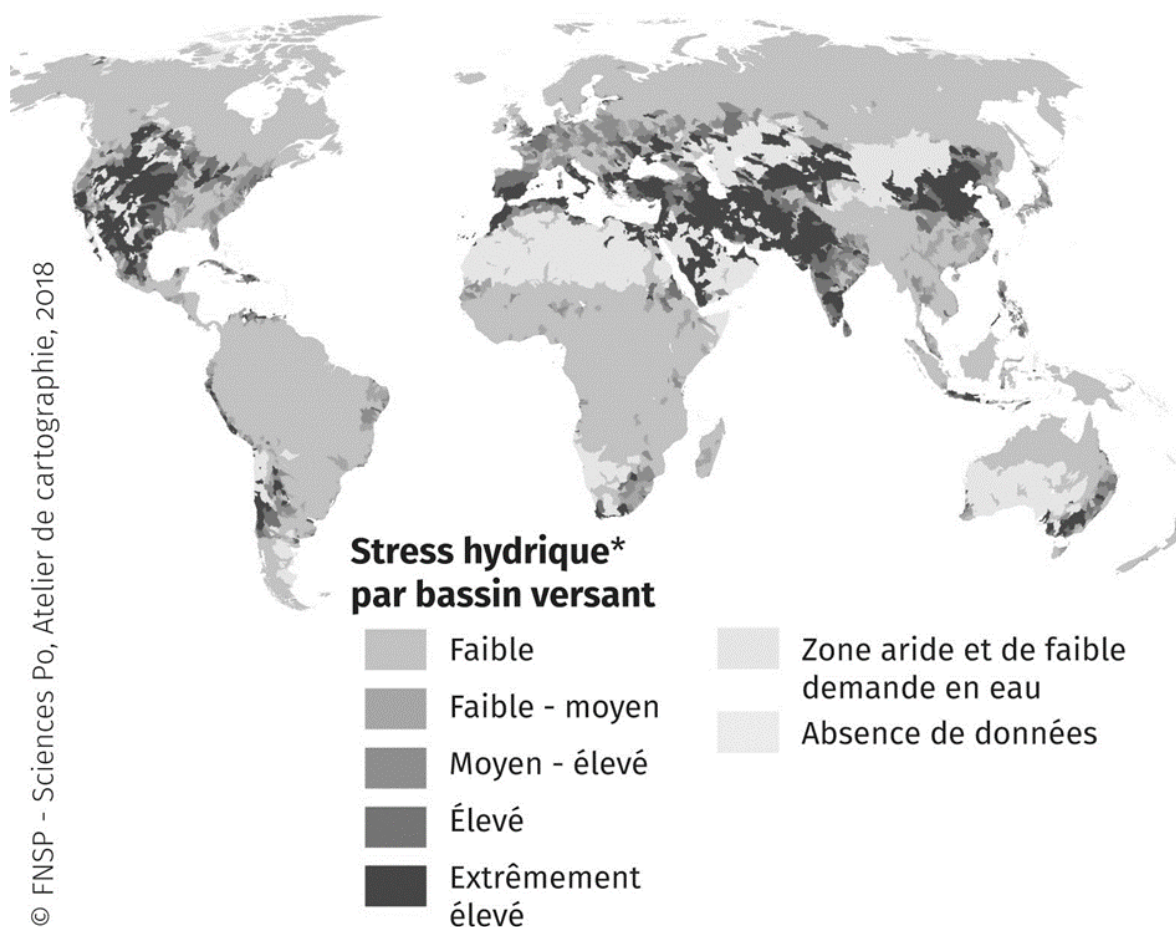 © FNSP - Sciences Po, Atelier de cartographie, 2018
Stress hydrique*
par bassin versant
Faible
Faible - moyen
Moyen - élevé
Élevé
Extrêmement
élevé
Zone aride et de faible
demande en eau
Absence de données